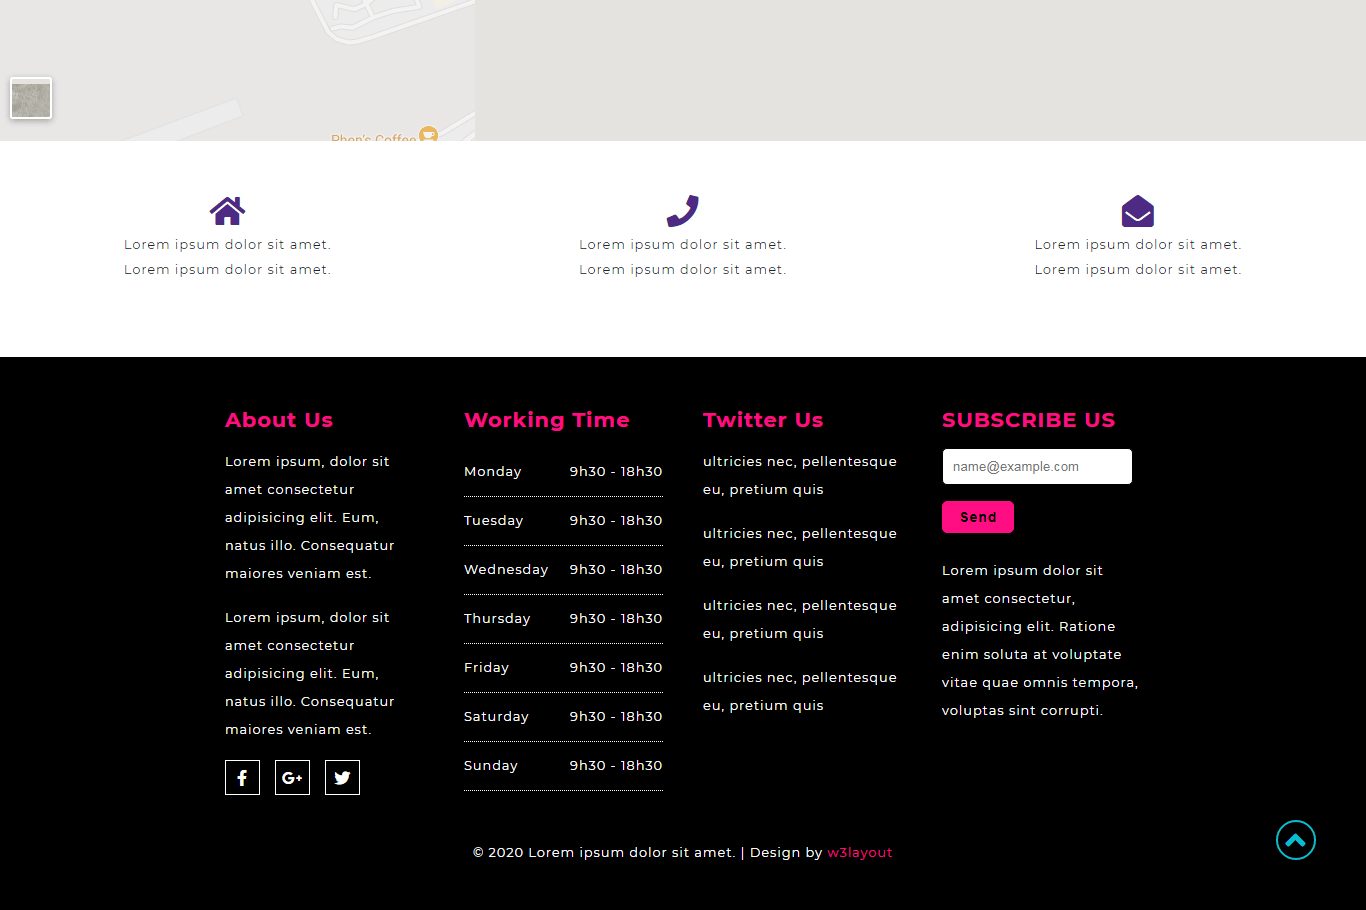 Phen's Coffee
Lorem ipsum dolor sit amet.
Lorem ipsum dolor sit amet.
Lorem ipsum dolor sit amet.
Lorem ipsum dolor sit amet.
Lorem ipsum dolor sit amet.
Lorem ipsum dolor sit amet.
About Us
Lorem ipsum, dolor sit
amet consectetur
adipisicing elit. Eum,
natus illo. Consequatur
maiores veniam est.
Lorem ipsum, dolor sit
amet consectetur
adipisicing elit. Eum,
natus illo. Consequatur
maiores veniam est.
G+
Working Time
Monday 9h30 - 18h30
Tuesday 9h30 - 18h30
Wednesday 9h30 - 18h30
Thursday 9h30 - 18h30
Friday 9h30 - 18h30
Saturday 9h30 - 18h30
Sunday 9h30 - 18h30
Twitter Us
ultricies nec, pellentesque
eu, pretium quis
ultricies nec, pellentesque
eu, pretium quis
ultricies nec, pellentesque
eu, pretium quis
ultricies nec, pellentesque
eu, pretium quis
SUBSCRIBE US
name@example.com
Send
Lorem ipsum dolor sit
amet consectetur,
adipisicing elit. Ratione
enim soluta at voluptate
vitae quae omnis tempora,
voluptas sint corrupti.
© 2020 Lorem ipsum dolor sit amet. | Design by w3layout